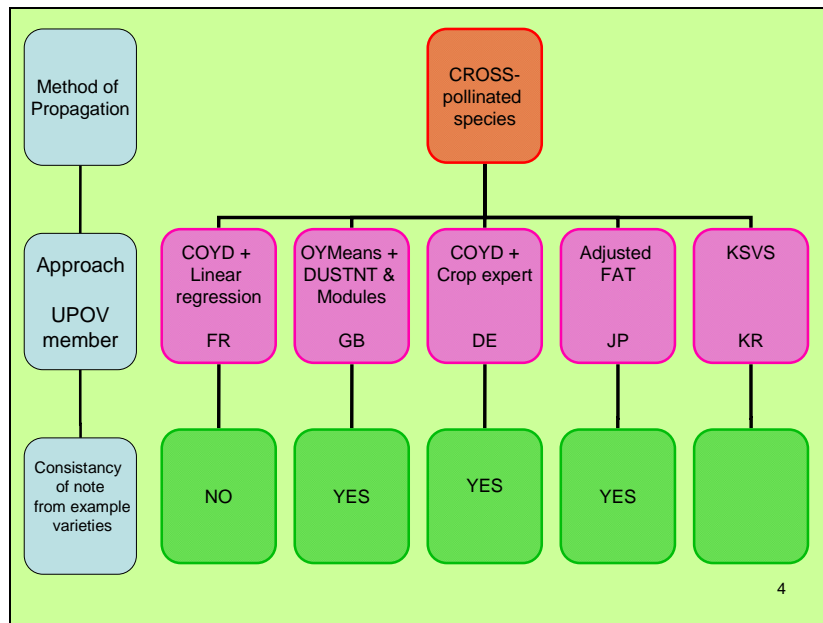 Method of
Propagation
CROSS-
pollinated
species
Approach
UPOV
member
COYD +
Linear
regression
FR
OYMeans +
DUSTNT &
Modules
GB
COYD +
Crop expert
DE
Adjusted
FAT
JP
KSVS
KR
Consistancy
of note
from example
varieties
NO
YES
YES
YES
4